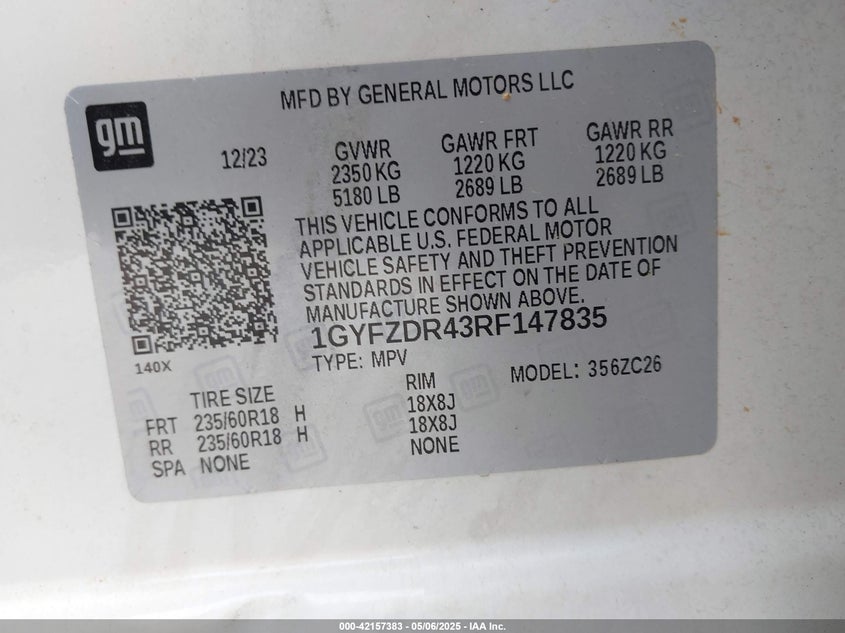 MFD BY GENERAL MOTORS LLC
gm
12/23
GVWR
2350 KG
5180 LB
GAWR FRT
1220 KG
2689 LB
GAWR RR
1220 KG
2689 LB
THIS VEHICLE CONFORMS TO ALL
APPLICABLE U.S. FEDERAL MOTOR
VEHICLE SAFETY AND THEFT PREVENTION
STANDARDS IN EFFECT ON THE DATE OF
MANUFACTURE SHOWN ABOVE.
1GYFZDR43RF147835
140X
TYPE: MPV
MODEL: 356ZC26
TIRE SIZE RIM
FRT 235/60R18 H 18X8J
RR 235/60R18 H 18X8J
SPA NONE NONE
000-42157383 - 05/06/2025 - IAA Inc.